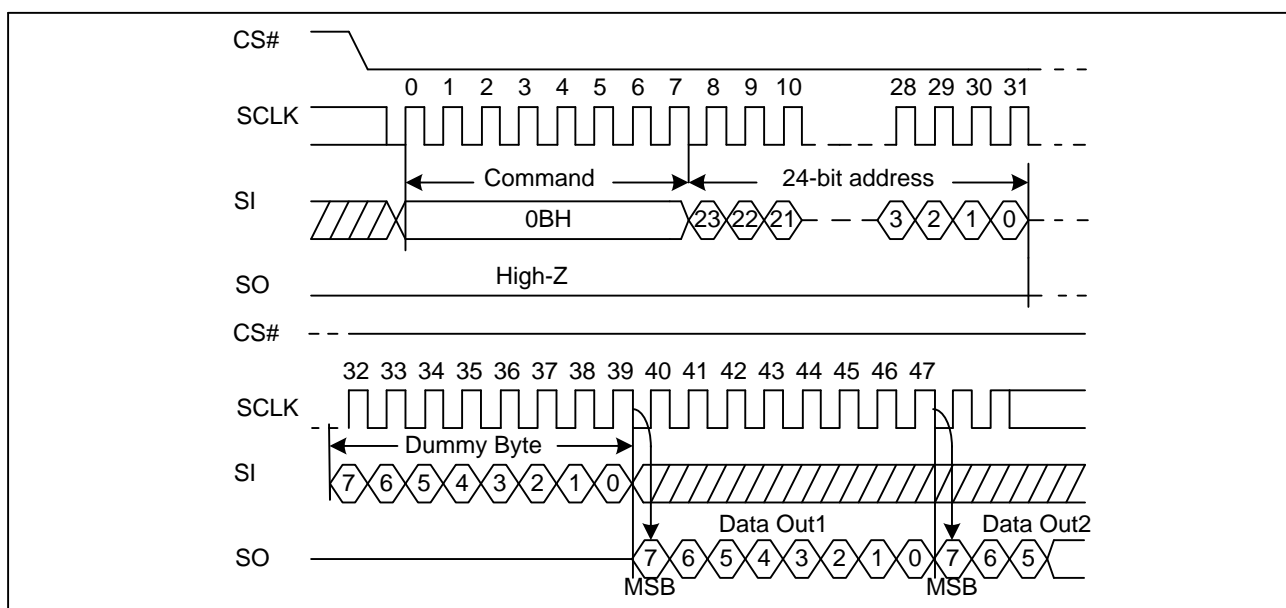 CS#
0 1 2 3 4 5 6 7 8 9 10 28 29 30 31
SCLK
Command 24-bit address
SI
0BH 23 22 21 3 2 1 0
High-Z
SO
CS#
32 33 34 35 36 37 38 39 40 41 42 43 44 45 46 47
SCLK
Dummy Byte
SI
7 6 5 4 3 2 1 0
Data Out1 Data Out2
SO
7 6 5 4 3 2 1 0 7 6 5
MSB MSB